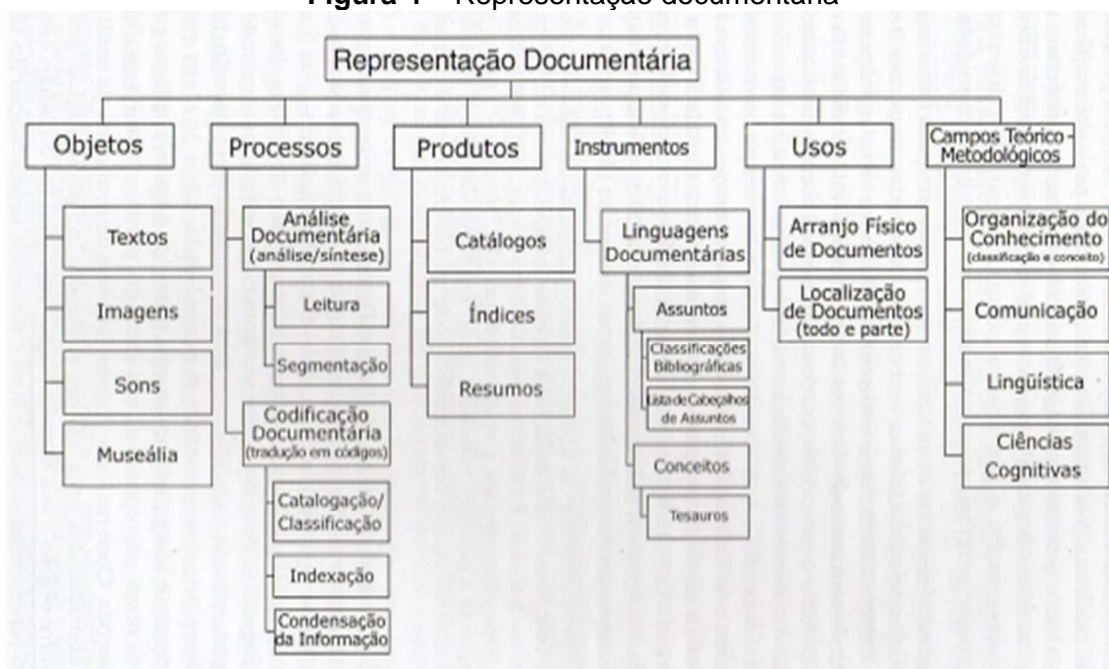 Figura 1 – Representação documentária
Representação Documentária
Objetos
Textos
Imagens
Sons
Museália
Processos
Análise
Documentária
(análise/síntese)
Leitura
Segmentação
Codificação
Documentária
(tradução em códigos)
Catalogação/
Classificação
Indexação
Condensação
da Informação
Produtos
Catálogos
Índices
Resumos
Instrumentos
Linguagens
Documentárias
Assuntos
Classificações
Bibliográficas
Lista de Cabeçalhos
de Assuntos
Conceitos
Tesauros
Usos
Arranjo Físico
de Documentos
Localização
de Documentos
(todo e parte)
Campos Teórico-
Metodológicos
Organização do
Conhecimento
(classificação e conceito)
Comunicação
Lingüística
Ciências
Cognitivas